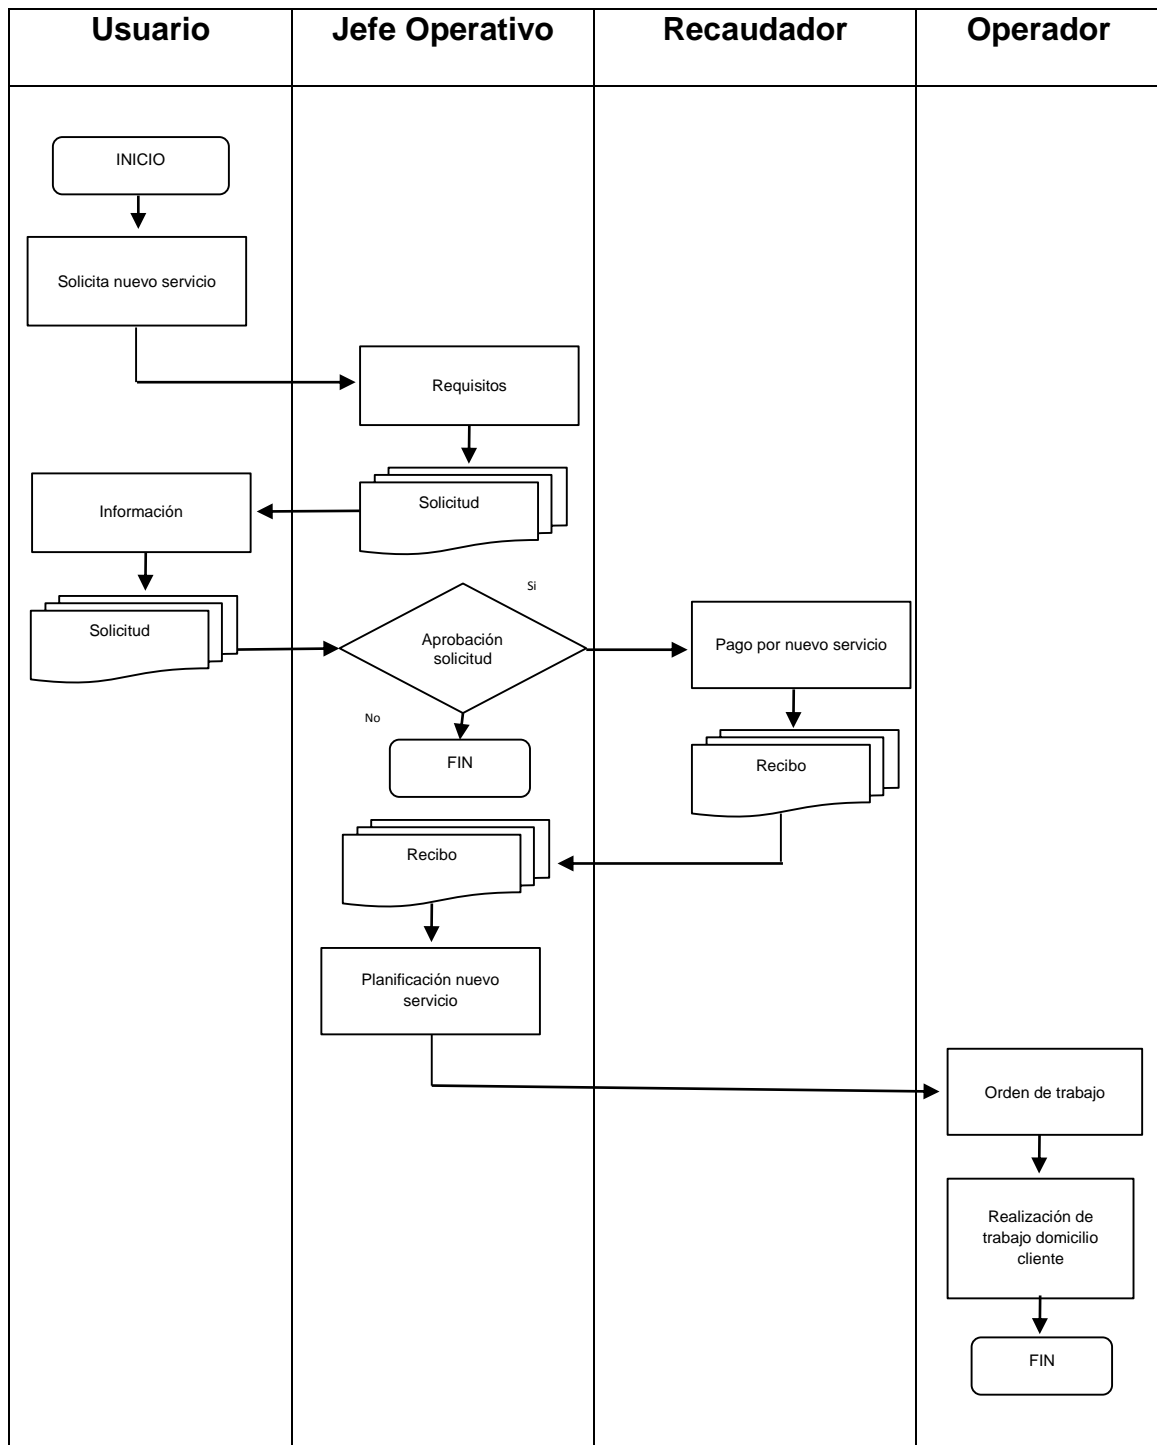 Usuario
Jefe Operativo
Recaudador
Operador
INICIO
Solicita nuevo servicio
Requisitos
Solicitud
Información
Solicitud
Si
Aprobación
solicitud
Pago por nuevo servicio
No
FIN
Recibo
Recibo
Planificación nuevo
servicio
Orden de trabajo
Realización de
trabajo domicilio
cliente
FIN